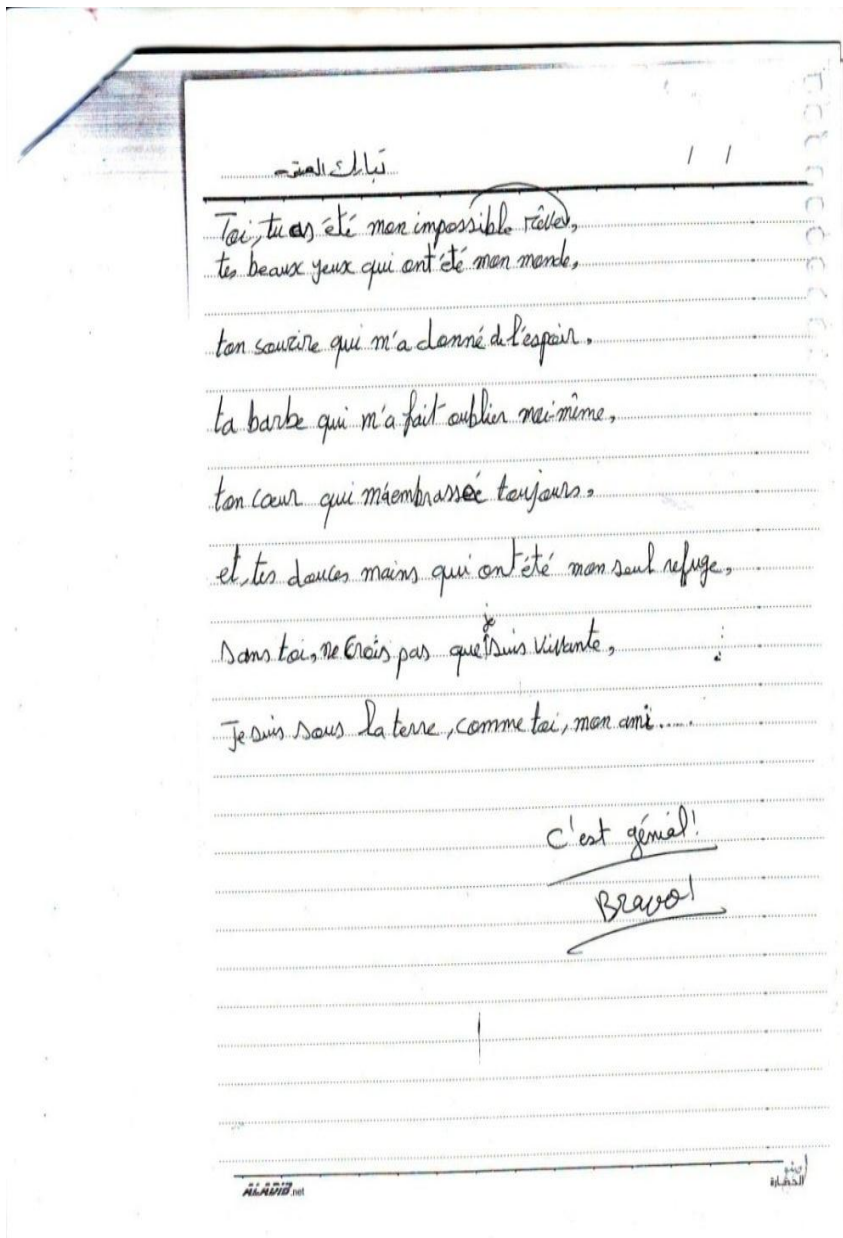 تبارك
/ /
Toi, tu as été mon impossible rêve,
tes beaux yeux qui ont été mon monde,
ton sourire qui m'a donné de l'espoir,
ta barbe qui m'a fait oublier moi-même,
ton cœur qui m'a embrassée toujours,
et, tes douces mains qui ont été mon seul refuge,
sans toi, ne crois pas que je suis vivante,
Je suis sous la terre, comme toi, mon ami.....
C'est génial!
Bravo!
ALADIB.net
الحضارة